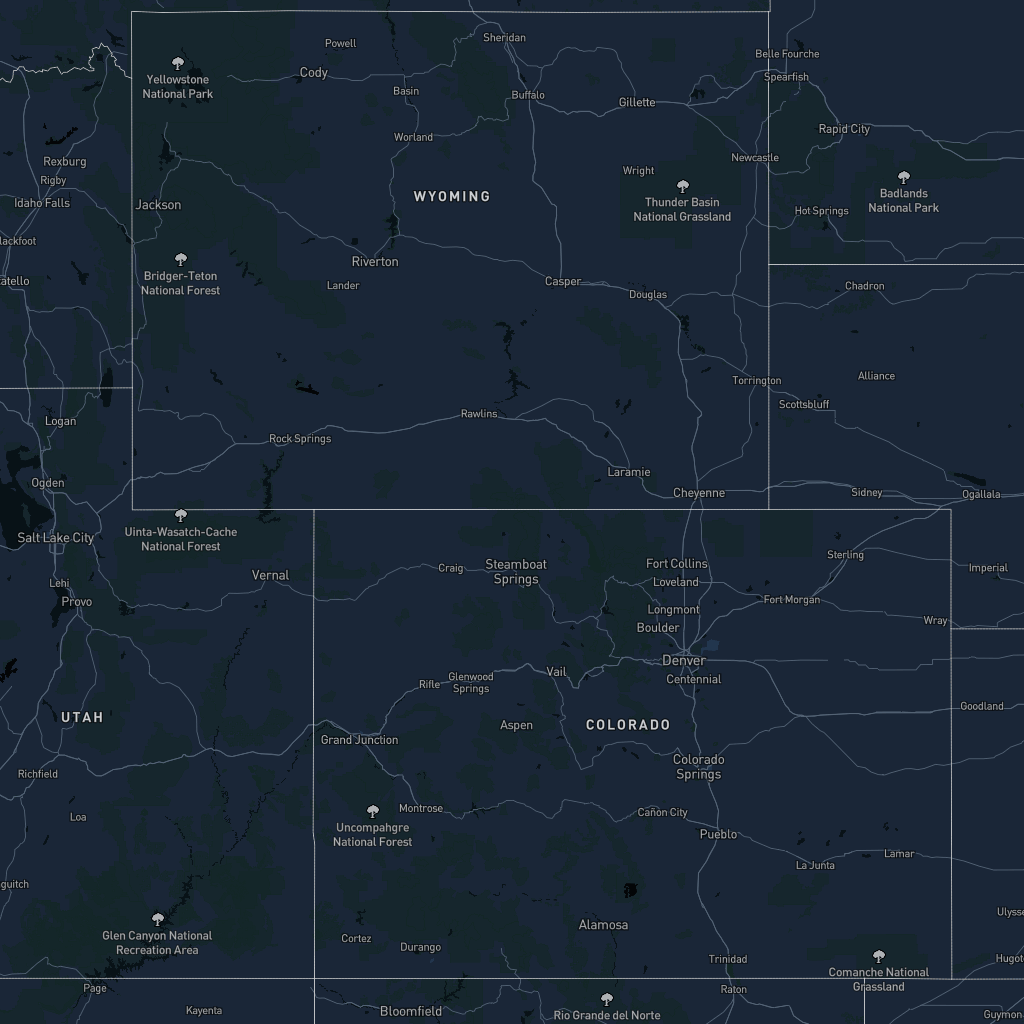 Sheridan
Powell
Belle Fourche
Cody
Yellowstone
National Park
Spearfish
Basin
Buffalo
Gillette
Rapid City
Worland
Newcastle
Rexburg
Wright
Rigby
Badlands
National Park
WYOMING
Thunder Basin
National Grassland
Idaho Falls
Jackson
Hot Springs
lackfoot
Riverton
Bridger-Teton
National Forest
atello
Lander
Casper
Douglas
Chadron
Torrington
Alliance
Scottsbluff
Logan
Rawlins
Rock Springs
Laramie
Ogden
Cheyenne
Sidney
Ogallala
Salt Lake City
Uinta-Wasatch-Cache
National Forest
Sterling
Steamboat
Springs
Fort Collins
Craig
Imperial
Vernal
Lehi
Loveland
Provo
Fort Morgan
Longmont
Wray
Boulder
Denver
Vail
Glenwood
Springs
Rifle
Centennial
Goodland
UTAH
Aspen
COLORADO
Grand Junction
Colorado
Springs
Richfield
Montrose
Cañon City
Loa
Uncompahgre
National Forest
Pueblo
Lamar
La Junta
guitch
Ulysse
Alamosa
Glen Canyon National
Recreation Area
Cortez
Durango
Trinidad
Hugot
Comanche National
Grassland
Page
Raton
Kayenta
Bloomfield
Rio Grande del Norte
Guymon